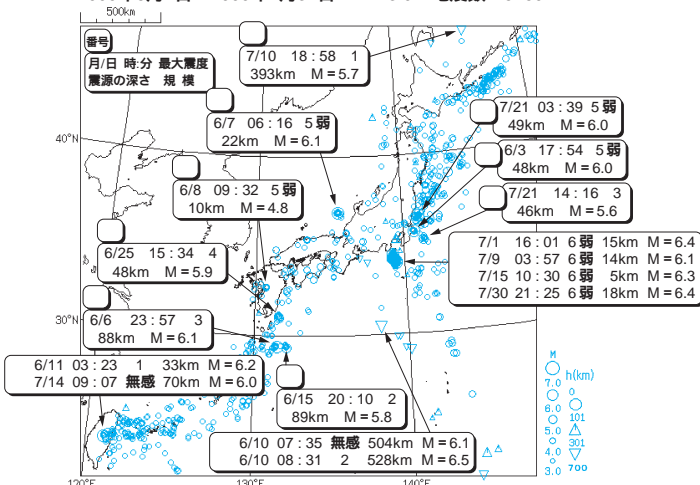 500km
番号
月/日 時:分 最大震度
震源の深さ 規 模
7/10 18:58 1
393km M=5.7
6/7 06:16 5弱
22km M=6.1
7/21 03:39 5弱
49km M=6.0
6/3 17:54 5弱
48km M=6.0
6/8 09:32 5弱
10km M=4.8
7/21 14:16 3
46km M=5.6
6/25 15:34 4
48km M=5.9
7/1 16:01 6弱 15km M=6.4
7/9 03:57 6弱 14km M=6.1
7/15 10:30 6弱 5km M=6.3
7/30 21:25 6弱 18km M=6.4
6/6 23:57 3
88km M=6.1
6/11 03:23 1 33km M=6.2
7/14 09:07 無感 70km M=6.0
6/15 20:10 2
89km M=5.8
6/10 07:35 無感 504km M=6.1
6/10 08:31 2 528km M=6.5
40°N
30°N
120°E
130°E
140°E
M
7.0
6.0
5.0
4.0
3.0
h(km)
0
101
301
700